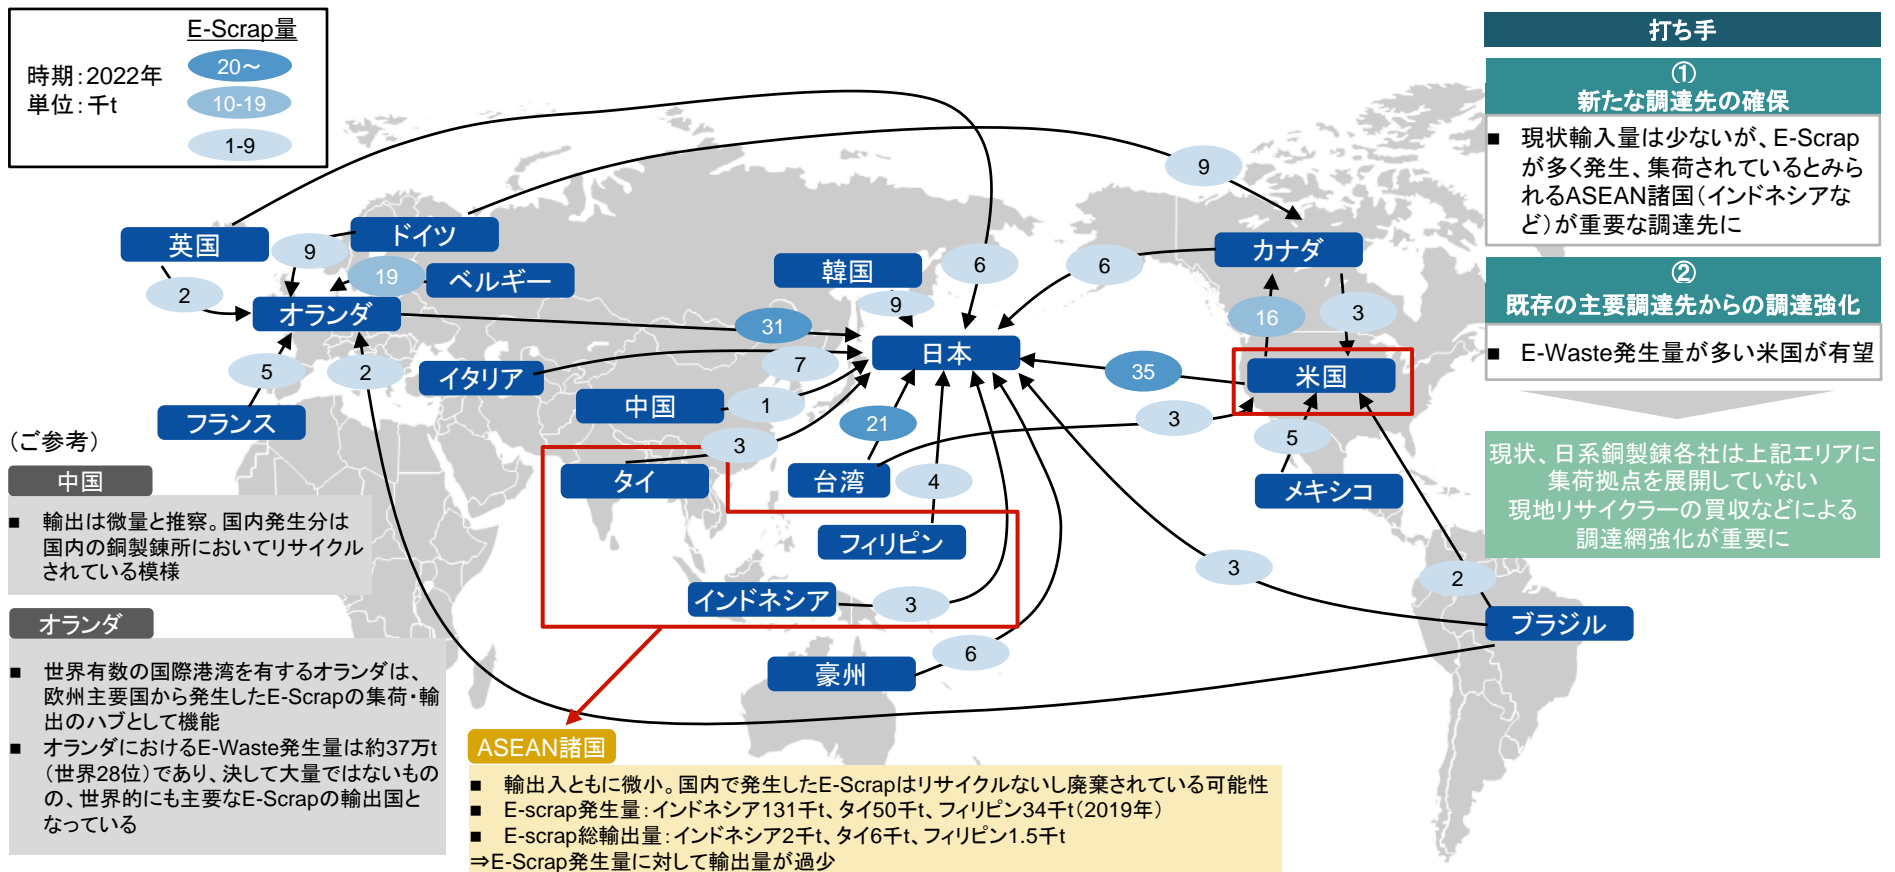 E-Scrap量
時期：2022年
単位：千t
20～
10-19
1-9
英国
ドイツ
ベルギー
オランダ
フランス
イタリア
韓国
日本
中国
タイ
台湾
フィリピン
インドネシア
豪州
カナダ
米国
メキシコ
ブラジル
9
19
2
5
2
31
7
1
3
9
6
6
9
21
4
3
6
35
3
16
3
5
3
2
打ち手
①
新たな調達先の確保
■ 現状輸入量は少ないが、E-Scrap
が多く発生、集荷されているとみら
れるASEAN諸国（インドネシアな
ど）が重要な調達先に
②
既存の主要調達先からの調達強化
■ E-Waste発生量が多い米国が有望
現状、日系銅製錬各社は上記エリアに
集荷拠点を展開していない
現地リサイクラーの買収などによる
調達網強化が重要に
（ご参考）
中国
■ 輸出は微量と推察。国内発生分は
国内の銅製錬所においてリサイクル
されている模様
オランダ
■ 世界有数の国際港湾を有するオランダは、
欧州主要国から発生したE-Scrapの集荷・輸
出のハブとして機能
■ オランダにおけるE-Waste発生量は約37万t
（世界28位）であり、決して大量ではないもの
の、世界的にも主要なE-Scrapの輸出国と
なっている
ASEAN諸国
■ 輸出入ともに微小。国内で発生したE-Scrapはリサイクルないし廃棄されている可能性
■ E-scrap発生量：インドネシア131千t、タイ50千t、フィリピン34千t（2019年）
■ E-scrap総輸出量：インドネシア2千t、タイ6千t、フィリピン1.5千t
⇒E-Scrap発生量に対して輸出量が過少